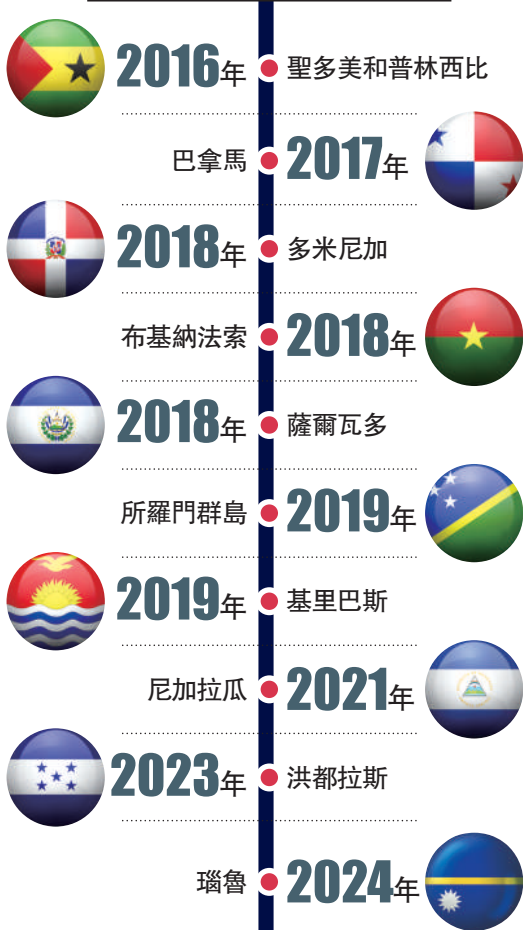 2016年 聖多美和普林西比
巴拿馬 2017年
2018年 多米尼加
布基納法索 2018年
2018年 薩爾瓦多
所羅門群島 2019年
2019年 基里巴斯
尼加拉瓜 2021年
2023年 洪都拉斯
瑙魯 2024年